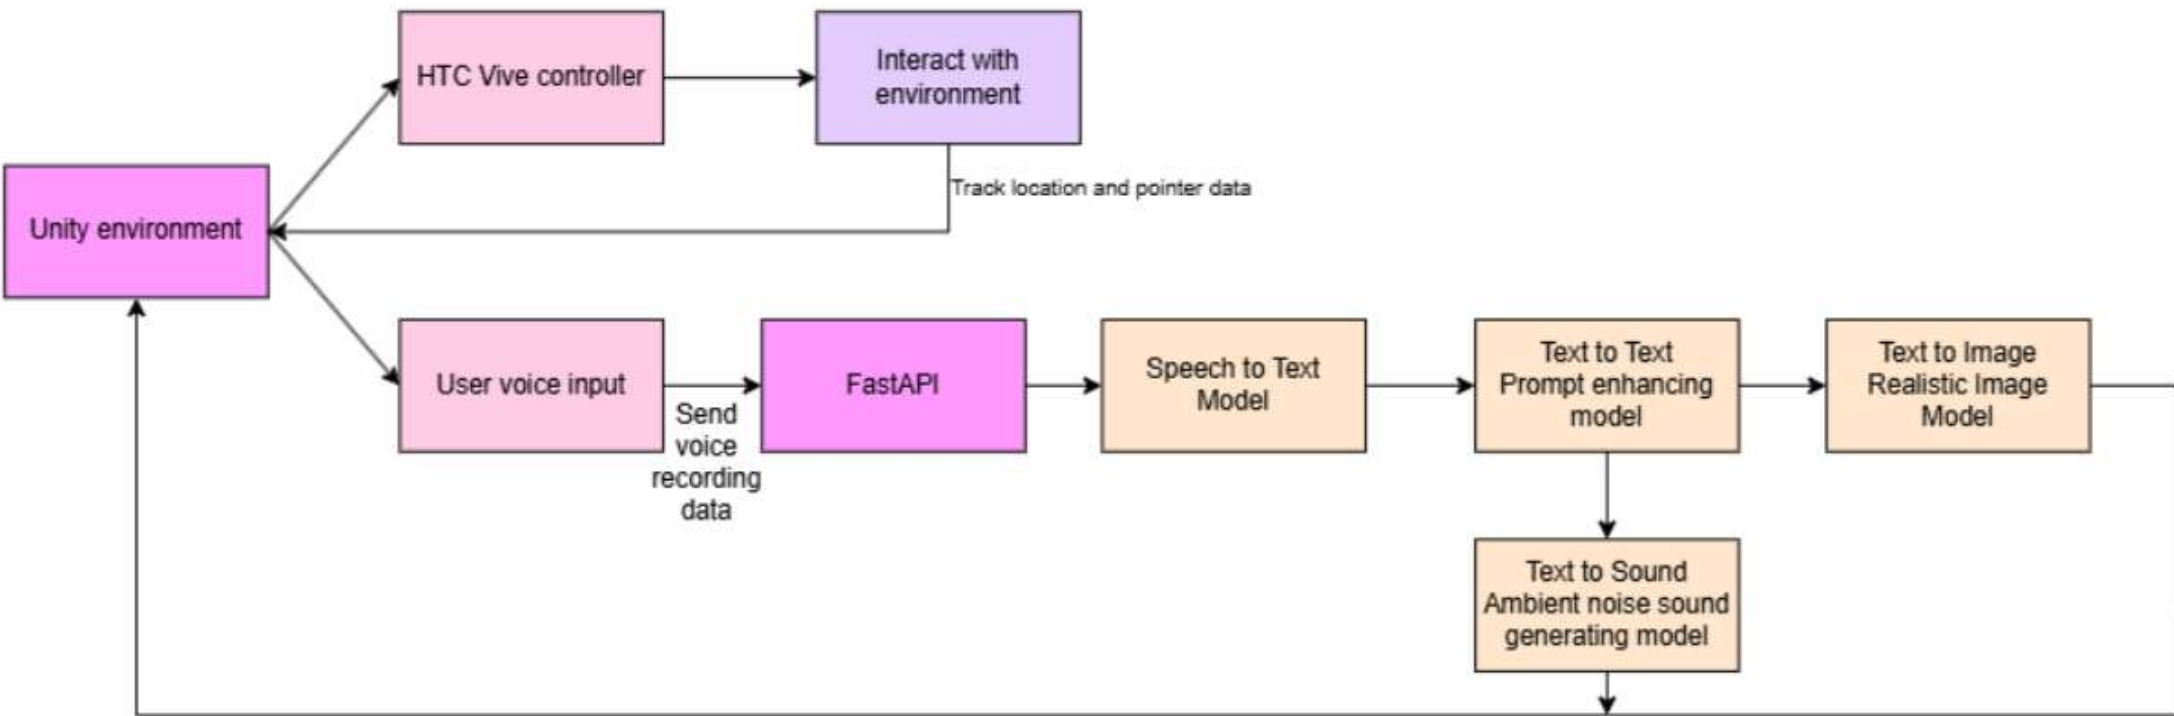 HTC Vive controller
Interact with
environment
Track location and pointer data
Unity environment
User voice input
Send
voice
recording
data
FastAPI
Speech to Text
Model
Text to Text
Prompt enhancing
model
Text to Image
Realistic Image
Model
Text to Sound
Ambient noise sound
generating model